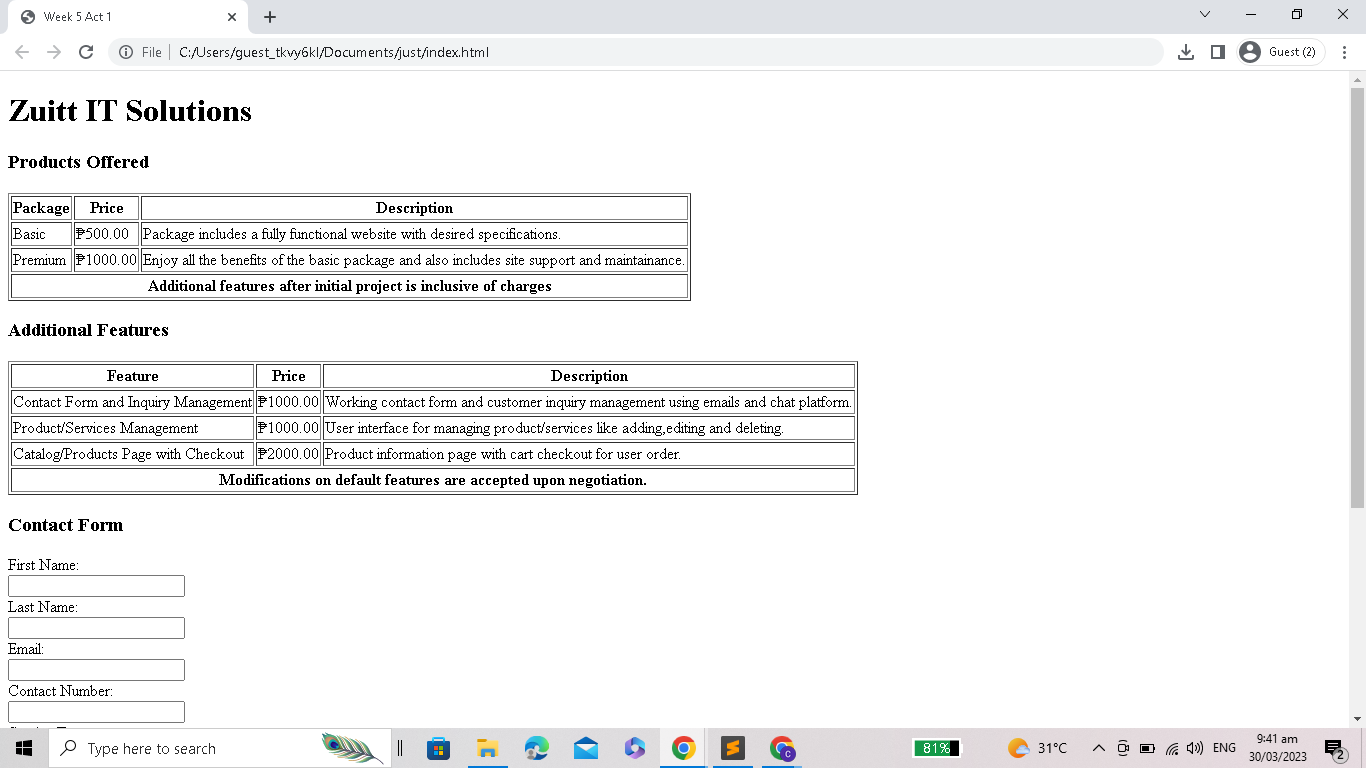 Week 5 Act 1
File C:/Users/guest_tkvy6kl/Documents/just/index.html Guest (2)
Zuitt IT Solutions
Products Offered
Package Price Description
Basic ₱500.00 Package includes a fully functional website with desired specifications.
Premium ₱1000.00 Enjoy all the benefits of the basic package and also includes site support and maintainance.
Additional features after initial project is inclusive of charges
Additional Features
Feature Price Description
Contact Form and Inquiry Management ₱1000.00 Working contact form and customer inquiry management using emails and chat platform.
Product/Services Management ₱1000.00 User interface for managing product/services like adding,editing and deleting.
Catalog/Products Page with Checkout ₱2000.00 Product information page with cart checkout for user order.
Modifications on default features are accepted upon negotiation.
Contact Form
First Name:
Last Name:
Email:
Contact Number:
Type here to search C 81% 31°C ENG 9:41 am 2
30/03/2023